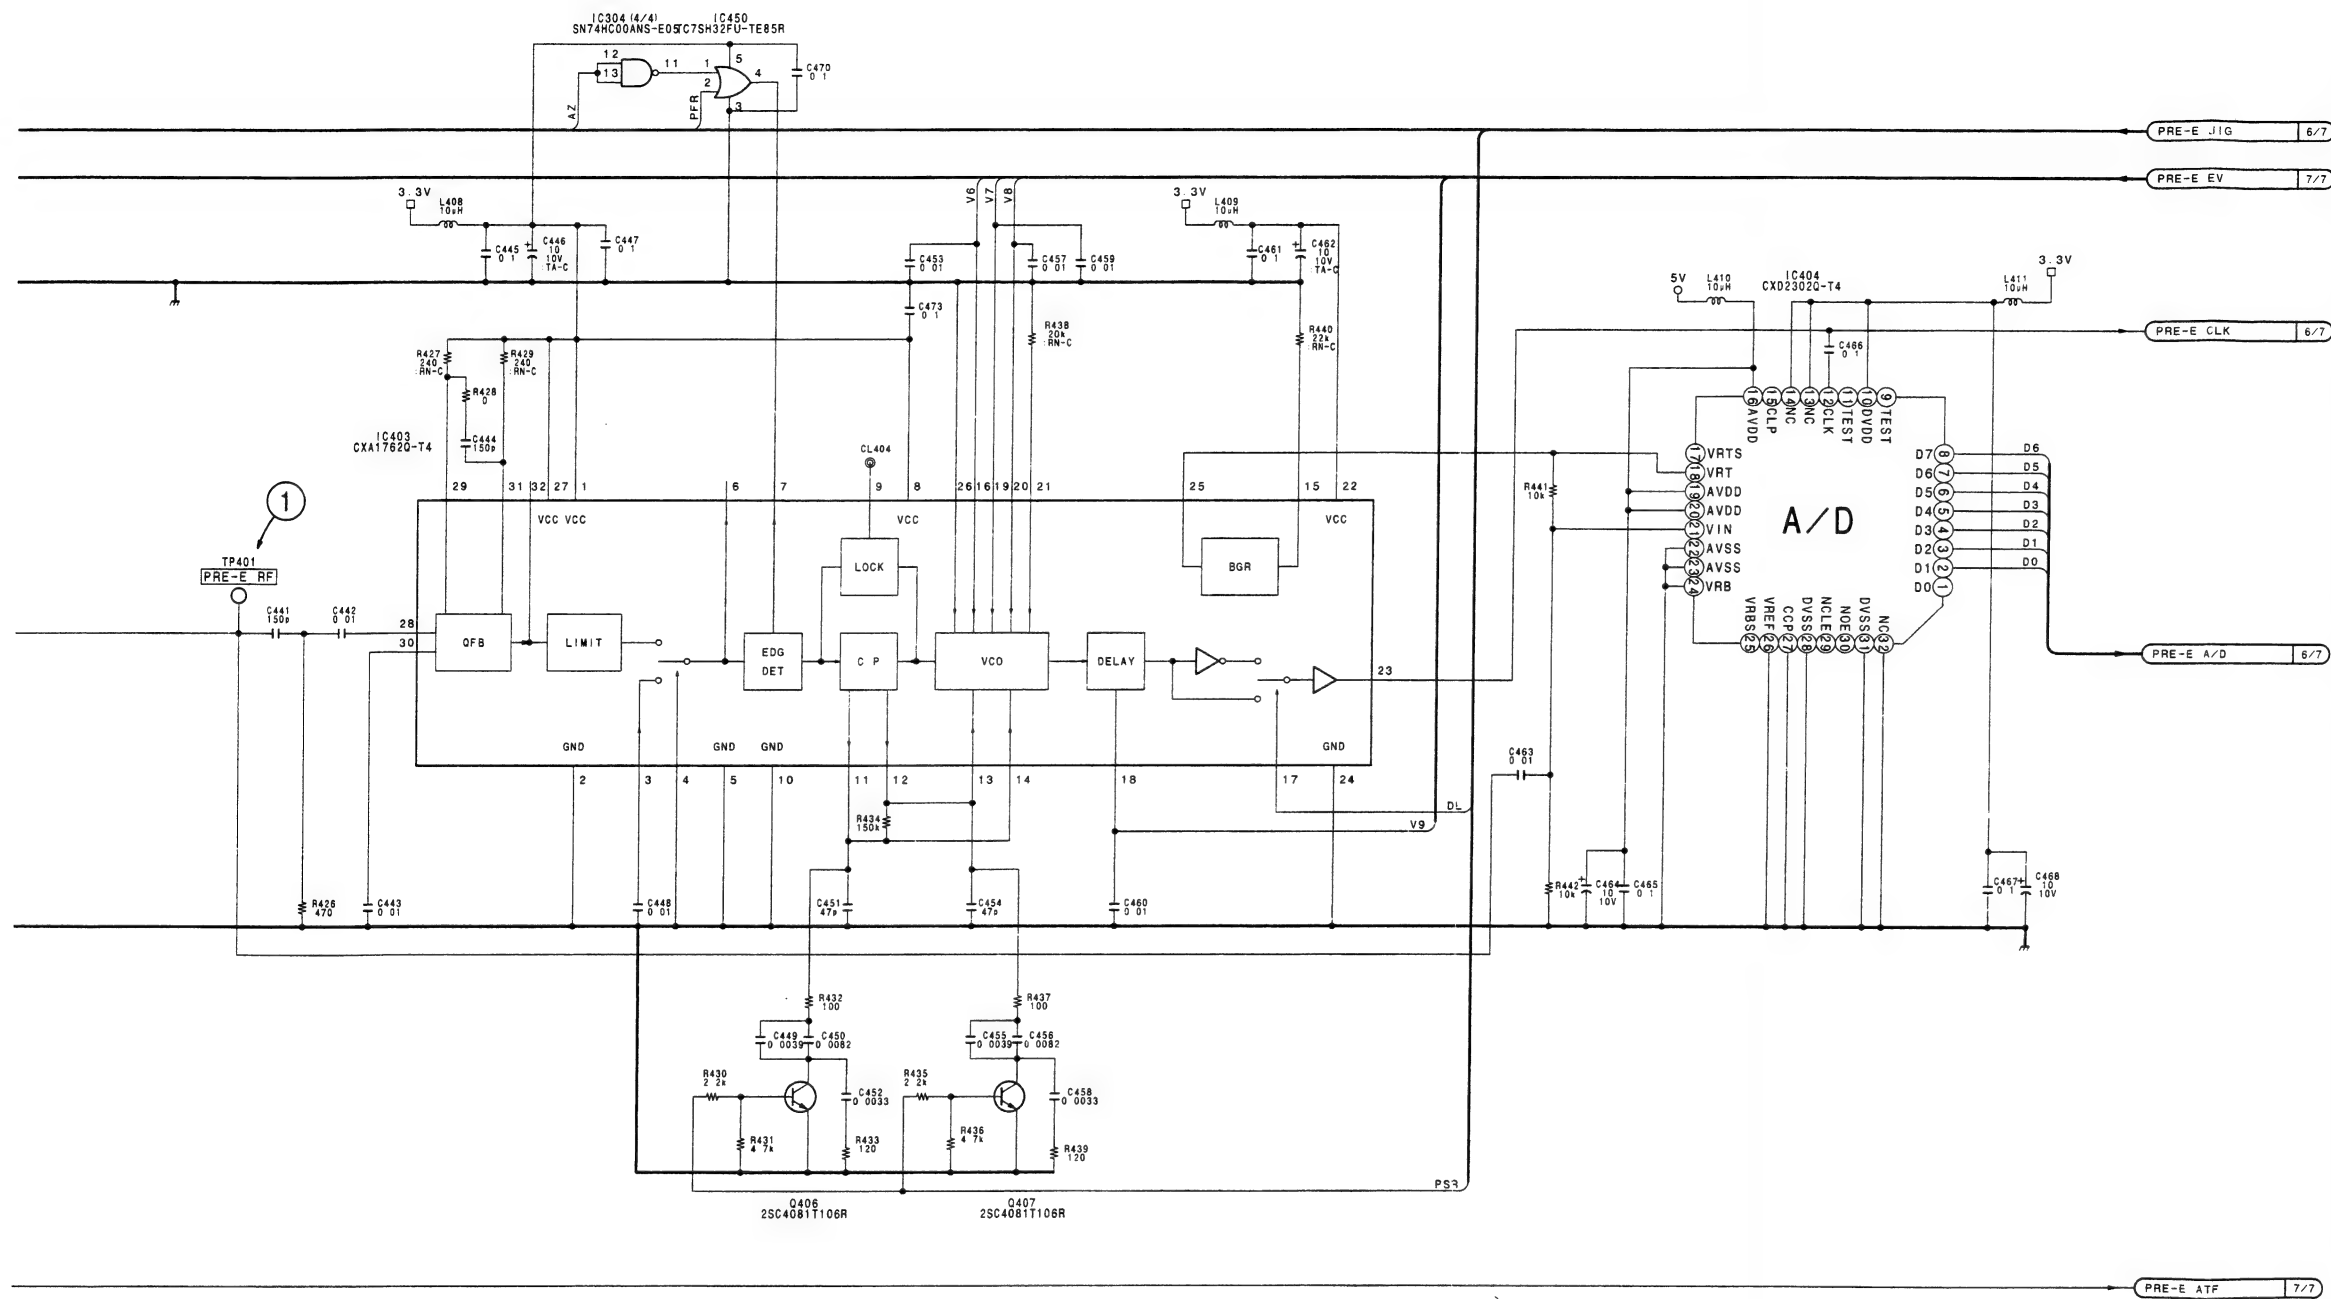 IC304 (4/4)
SN74HC00ANS-E05
IC450
TC7SH32FU-TE85R
12
13
11
1
2
5
4
3
C470
0 1
AZ
PFR
PRE-E JIG 6/7
PRE-E EV 7/7
3.3V
L408
10μH
C445
0 1
+
C446
10
10V
:TA-C
C447
0 1
V6
V7
V8
C453
0 01
C457
0 01
C459
0 01
3.3V
L409
10μH
C461
0 1
+
C462
10
10V
:TA-C
C473
0 1
R438
20k
:RN-C
R440
22k
:RN-C
5V
L410
10μH
IC404
CXD2302Q-T4
L411
10μH
3.3V
PRE-E CLK 6/7
C466
0 1
R427
240
:RN-C
R429
240
:RN-C
R428
0
C444
150p
IC403
CXA1762Q-T4
CL404
1
TP401
PRE-E RF
C441
150p
C442
0 01
29
31
32
27
1
6
7
9
8
26
16
19
20
21
25
15
22
VCC VCC
VCC
VCC
28
30
QFB
LIMIT
EDG
DET
LOCK
C P
VCO
BGR
DELAY
23
GND
GND
GND
GND
2
3
4
5
10
11
12
13
14
18
17
24
DL
V9
R434
150k
R426
470
C443
0 01
C448
0 01
C451
47p
C454
47p
C460
0 01
R441
10k
C463
0 01
R442
10k
+
C464
10
10V
C465
0 1
C467
0 1
+
C468
10
10V
16 AVDD
15 CLP
14 NC
13 NC
12 CLK
11 TEST
10 DVDD
9 TEST
17 VRTS
18 VRT
19 AVDD
20 AVDD
21 VIN
22 AVSS
23 AVSS
24 VRB
A/D
D7 8 D6
D6 7 D5
D5 6 D4
D4 5 D3
D3 4 D2
D2 3 D1
D1 2 D0
D0 1
VRBS 25
VREF 26
CCP 27
DVSS 28
NCLE 29
NOE 30
DVSS 31
NC 32
PRE-E A/D 6/7
R432
100
C449
0 0039
C450
0 0082
R430
2 2k
R431
4 7k
C452
0 0033
R433
120
R437
100
C455
0 0039
C456
0 0082
R435
2 2k
R436
4 7k
C458
0 0033
R439
120
Q406
2SC4081T106R
Q407
2SC4081T106R
PRE-E ATF 7/7